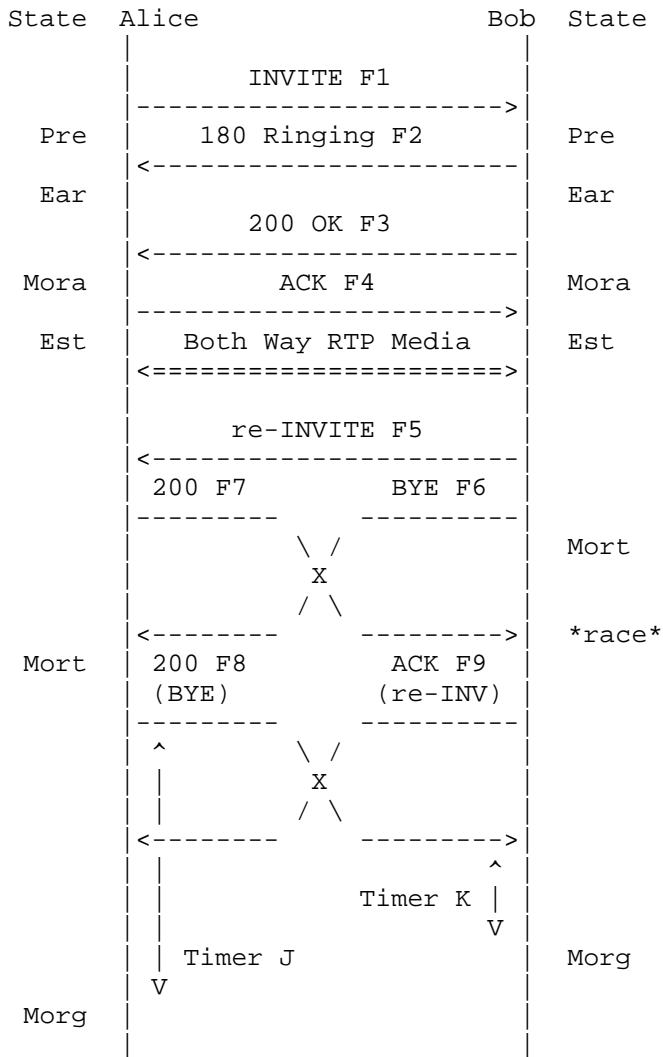 State Alice Bob State
INVITE F1
Pre 180 Ringing F2 Pre
Ear Ear
200 OK F3
Mora ACK F4 Mora
Est Both Way RTP Media Est
re-INVITE F5
200 F7 BYE F6
Mort
X
*race*
Mort 200 F8 ACK F9
(BYE) (re-INV)
X
Timer K
Timer J Morg
Morg